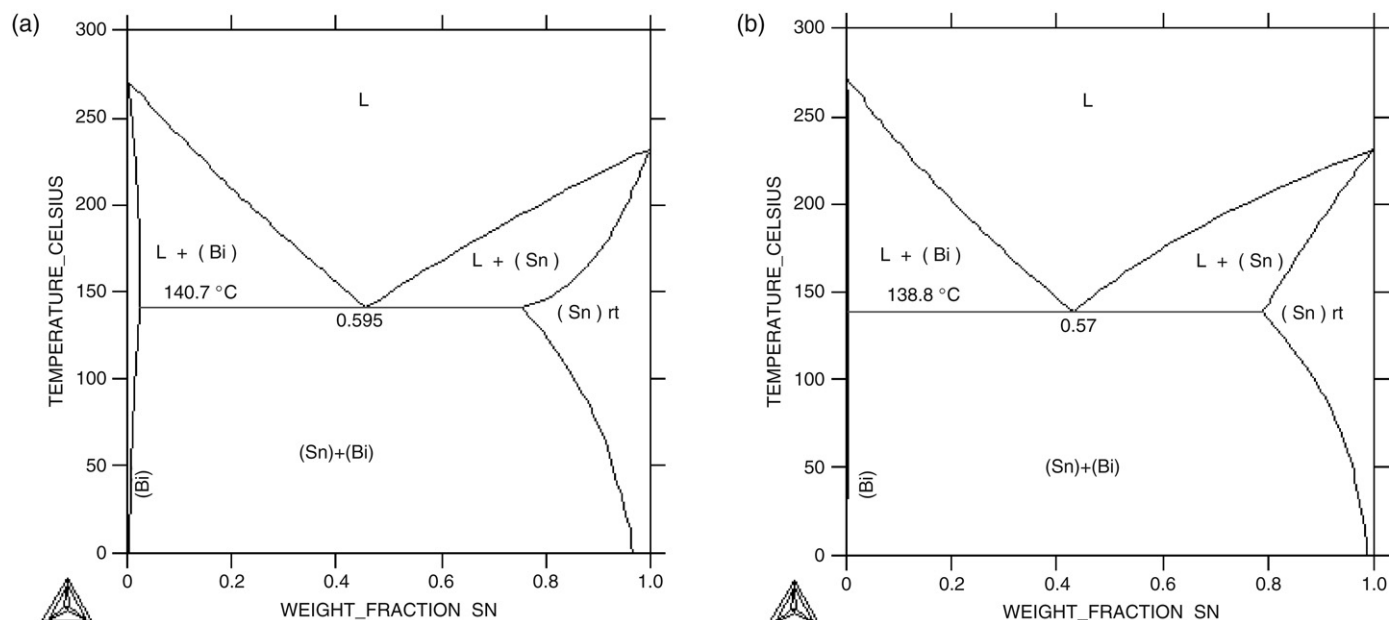 (a)
300
250
200
150
100
50
0
TEMPERATURE_CELSIUS
L
L + (Bi)
140.7 °C
L + (Sn)
(Sn) rt
0.595
(Sn)+(Bi)
(Bi)
0
0.2
0.4
0.6
0.8
1.0
WEIGHT_FRACTION SN
(b)
300
250
200
150
100
50
0
TEMPERATURE_CELSIUS
L
L + (Bi)
138.8 °C
L + (Sn)
(Sn) rt
0.57
(Sn)+(Bi)
(Bi)
0
0.2
0.4
0.6
0.8
1.0
WEIGHT_FRACTION SN